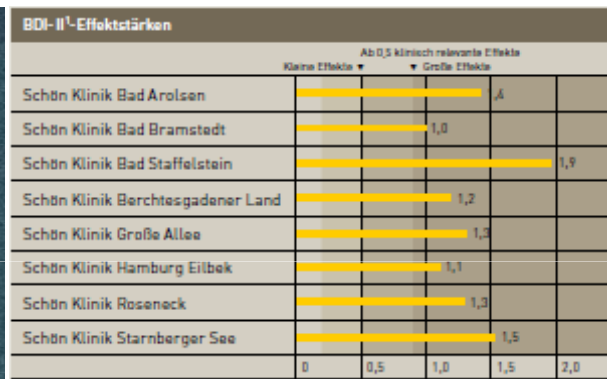 BDI-II¹-Effektstärken
Ab 0,5 klinisch relevante Effekte
Kleine Effekte ▼ ▼ Große Effekte
Schön Klinik Bad Arolsen 1,4
Schön Klinik Bad Bramstedt 1,0
Schön Klinik Bad Staffelstein 1,9
Schön Klinik Berchtesgadener Land 1,2
Schön Klinik Große Allee 1,3
Schön Klinik Hamburg Eilbek 1,1
Schön Klinik Roseneck 1,3
Schön Klinik Starnberger See 1,5
0 0,5 1,0 1,5 2,0